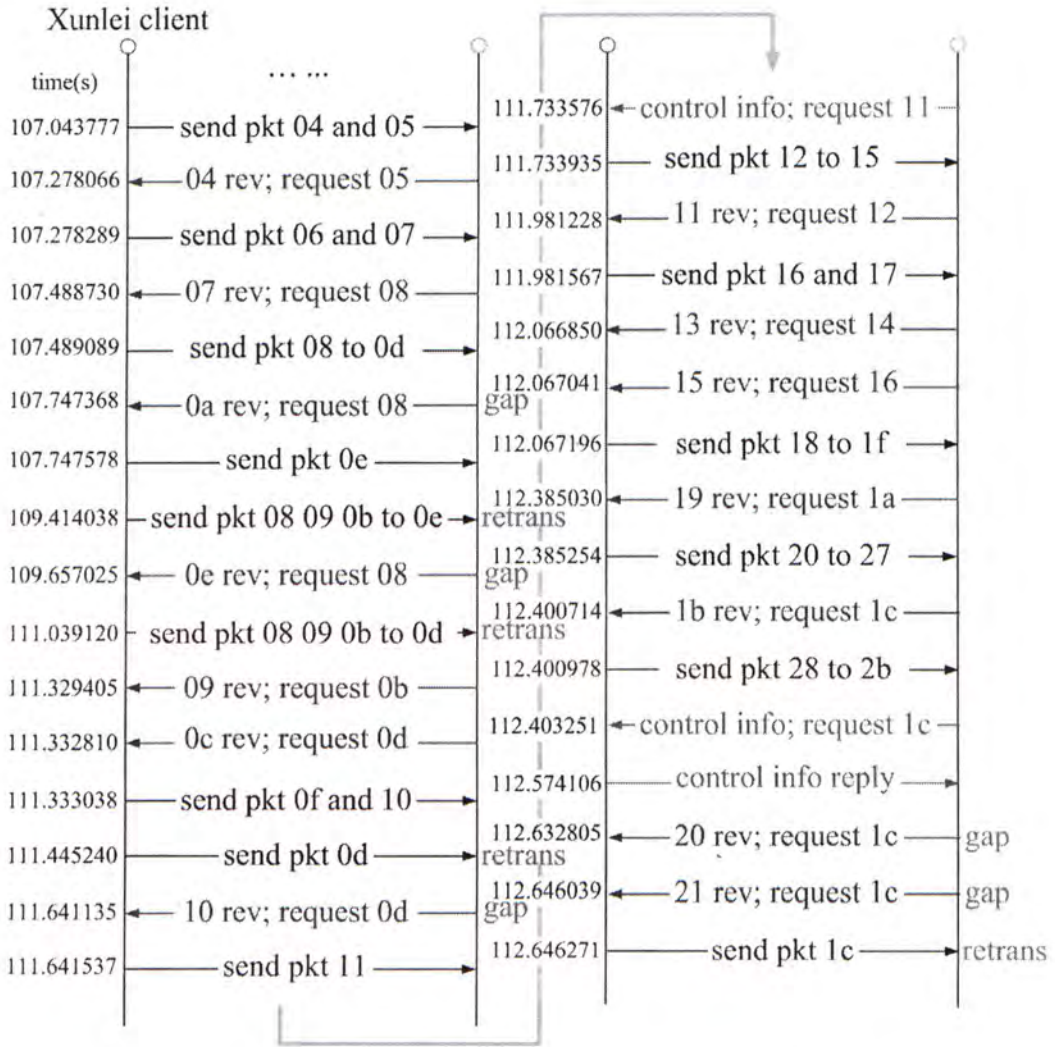 Xunlei client
time(s)
... ...
107.043777 send pkt 04 and 05
107.278066 04 rev; request 05
107.278289 send pkt 06 and 07
107.488730 07 rev; request 08
107.489089 send pkt 08 to 0d
107.747368 0a rev; request 08 gap
107.747578 send pkt 0e
109.414038 send pkt 08 09 0b to 0e retrans
109.657025 0e rev; request 08 gap
111.039120 send pkt 08 09 0b to 0d retrans
111.329405 09 rev; request 0b
111.332810 0c rev; request 0d
111.333038 send pkt 0f and 10
111.445240 send pkt 0d retrans
111.641135 10 rev; request 0d gap
111.641537 send pkt 11
111.733576 control info; request 11
111.733935 send pkt 12 to 15
111.981228 11 rev; request 12
111.981567 send pkt 16 and 17
112.066850 13 rev; request 14
112.067041 15 rev; request 16
112.067196 send pkt 18 to 1f
112.385030 19 rev; request 1a
112.385254 send pkt 20 to 27
112.400714 1b rev; request 1c
112.400978 send pkt 28 to 2b
112.403251 control info; request 1c
112.574106 control info reply
112.632805 20 rev; request 1c gap
112.646039 21 rev; request 1c gap
112.646271 send pkt 1c retrans